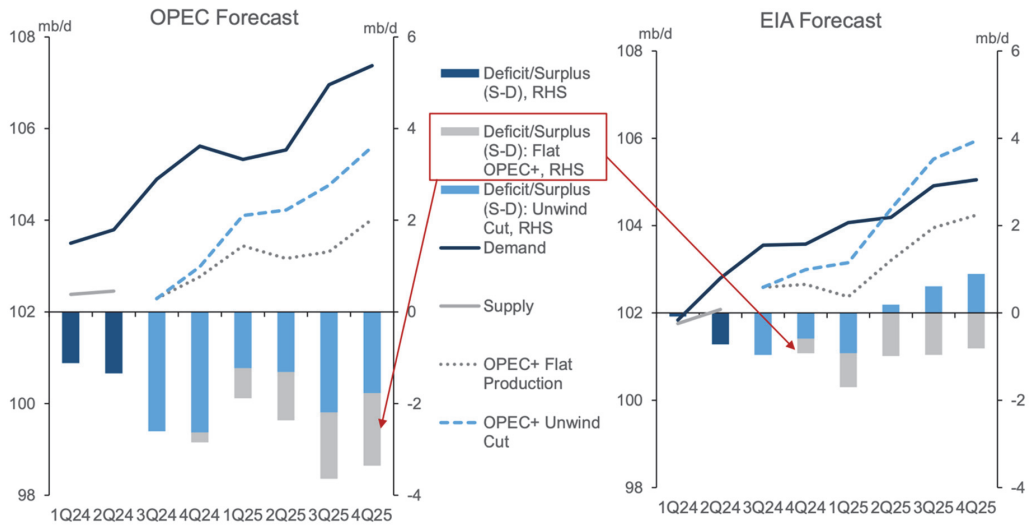 OPEC Forecast
mb/d
mb/d
108
106
104
102
100
98
6
4
2
0
-2
-4
1Q24 2Q24 3Q24 4Q24 1Q25 2Q25 3Q25 4Q25
Deficit/Surplus
(S-D), RHS
Deficit/Surplus
(S-D): Flat
OPEC+, RHS
Deficit/Surplus
(S-D): Unwind
Cut, RHS
Demand
Supply
OPEC+ Flat
Production
OPEC+ Unwind
Cut
EIA Forecast
mb/d
mb/d
108
106
104
102
100
98
6
4
2
0
-2
-4
1Q24 2Q24 3Q24 4Q24 1Q25 2Q25 3Q25 4Q25